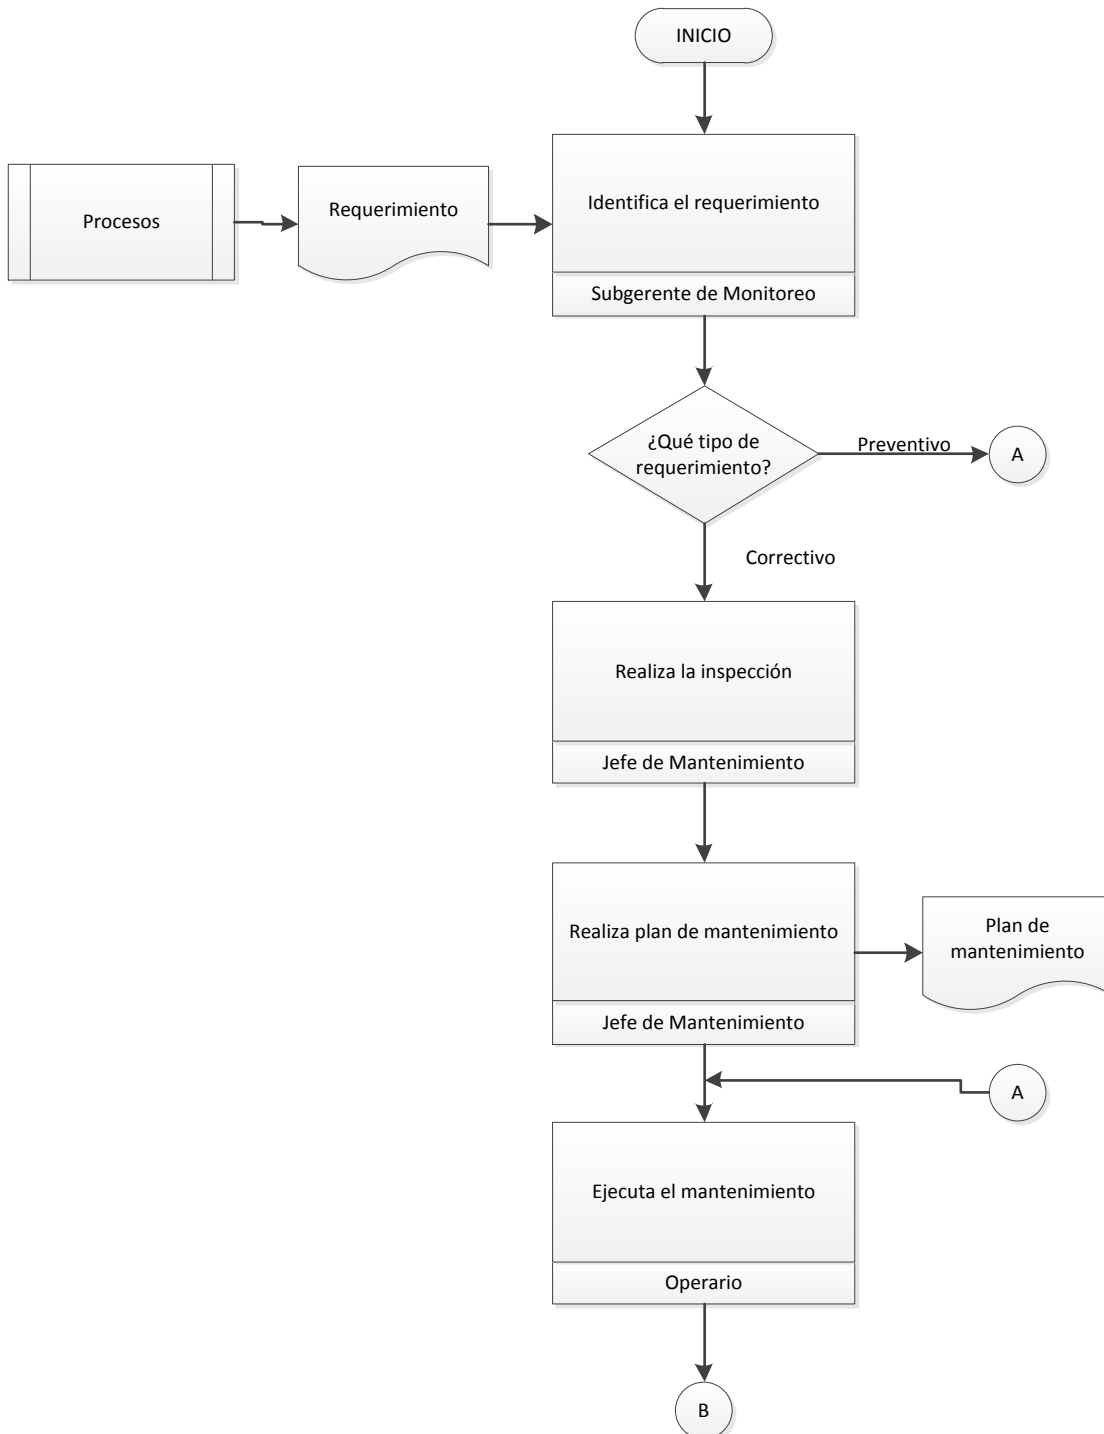 INICIO
Procesos
Requerimiento
Identifica el requerimiento
Subgerente de Monitoreo
¿Qué tipo de
requerimiento?
Preventivo
A
Correctivo
Realiza la inspección
Jefe de Mantenimiento
Realiza plan de mantenimiento
Plan de
mantenimiento
Jefe de Mantenimiento
A
Ejecuta el mantenimiento
Operario
B